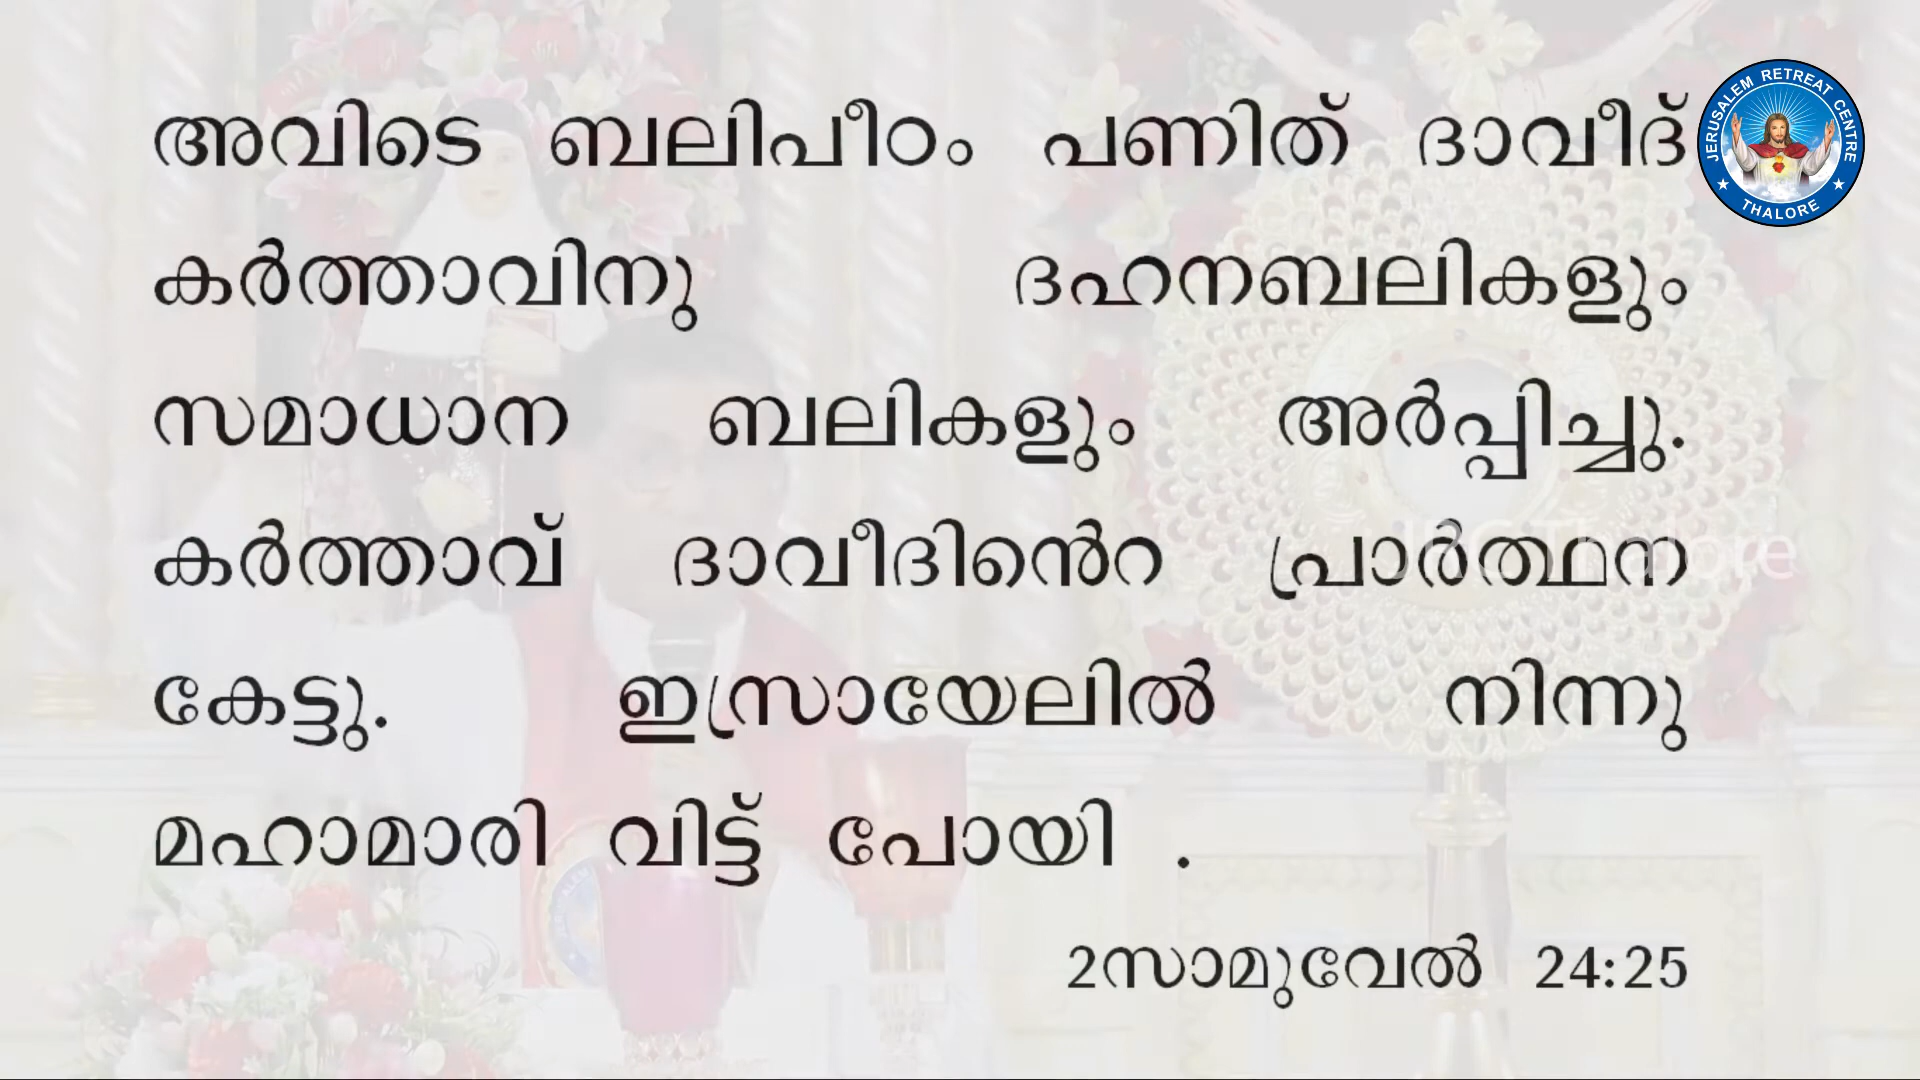 അവിടെ ബലിപീഠം പണിത് ദാവീദ്
കർത്താവിനു ദഹനബലികളും
സമാധാന ബലികളും അർപ്പിച്ചു.
കർത്താവ് ദാവീദിൻെറ പ്രാർത്ഥന
കേട്ടു. ഇസ്രായേലിൽ നിന്നു
മഹാമാരി വിട്ട് പോയി .
2സാമുവേൽ 24:25
JERUSALEM RETREAT CENTRE
THALORE
JRCThalore